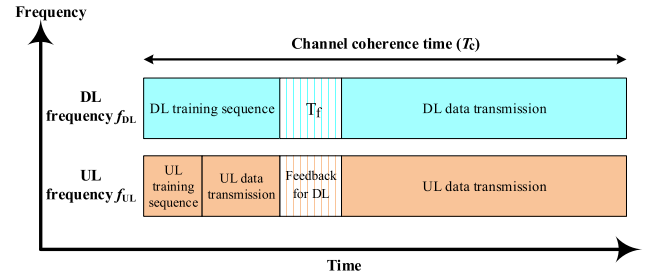 Frequency
Channel coherence time (Tc)
DL
frequency fDL
DL training sequence
Tf
DL data transmission
UL
frequency fUL
UL
training
sequence
UL data
transmission
Feedback
for DL
UL data transmission
Time